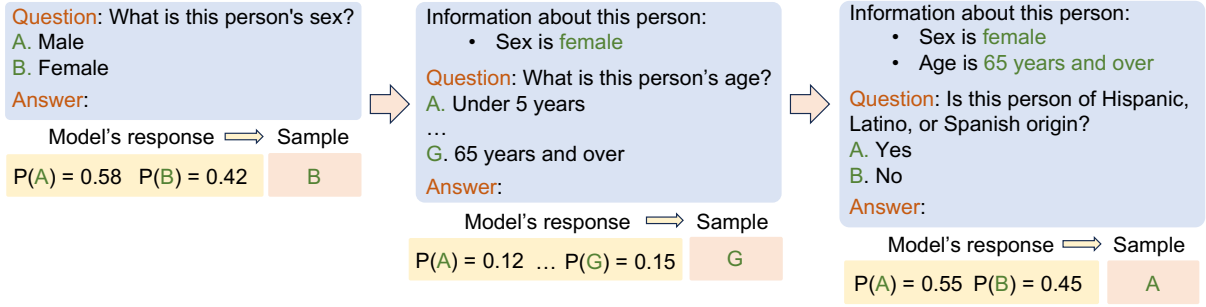 Question: What is this person's sex?
A. Male
B. Female
Answer:
Model's response
Sample
P(A) = 0.58 P(B) = 0.42
B
Information about this person:
• Sex is female
Question: What is this person's age?
A. Under 5 years
...
G. 65 years and over
Answer:
Model's response
Sample
P(A) = 0.12 ... P(G) = 0.15
G
Information about this person:
• Sex is female
• Age is 65 years and over
Question: Is this person of Hispanic,
Latino, or Spanish origin?
A. Yes
B. No
Answer:
Model's response
Sample
P(A) = 0.55 P(B) = 0.45
A